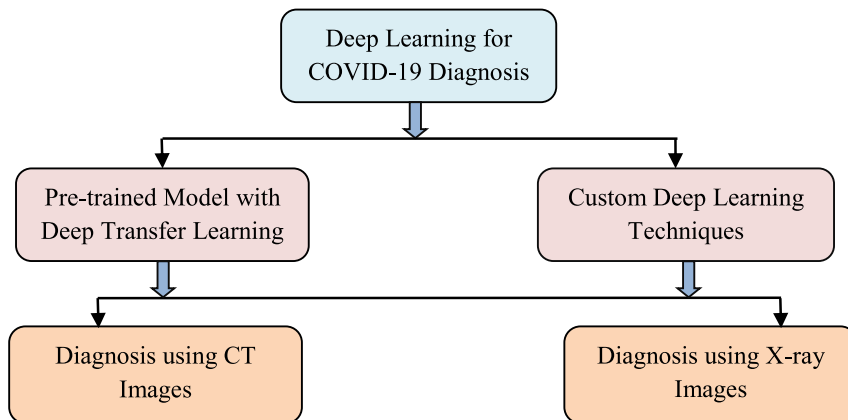 Deep Learning for
COVID-19 Diagnosis
Pre-trained Model with
Deep Transfer Learning
Custom Deep Learning
Techniques
Diagnosis using CT
Images
Diagnosis using X-ray
Images